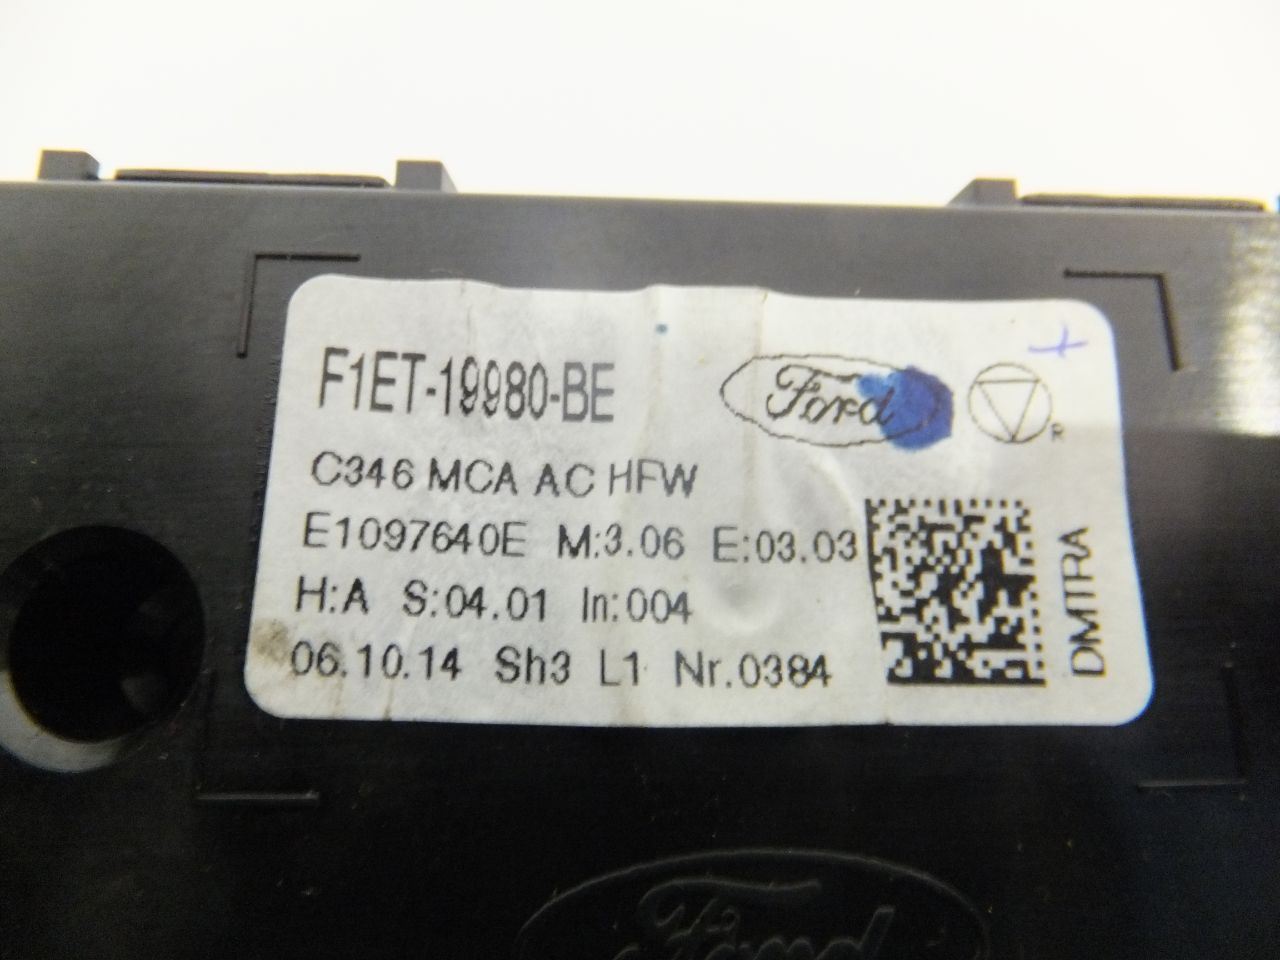 F1ET-19980-BE
Ford
R
C346 MCA AC HFW
E1097640E M:3.06 E:03.03
H:A S:04.01 In:004
06.10.14 Sh3 L1 Nr.0384
DMTRA
Ford